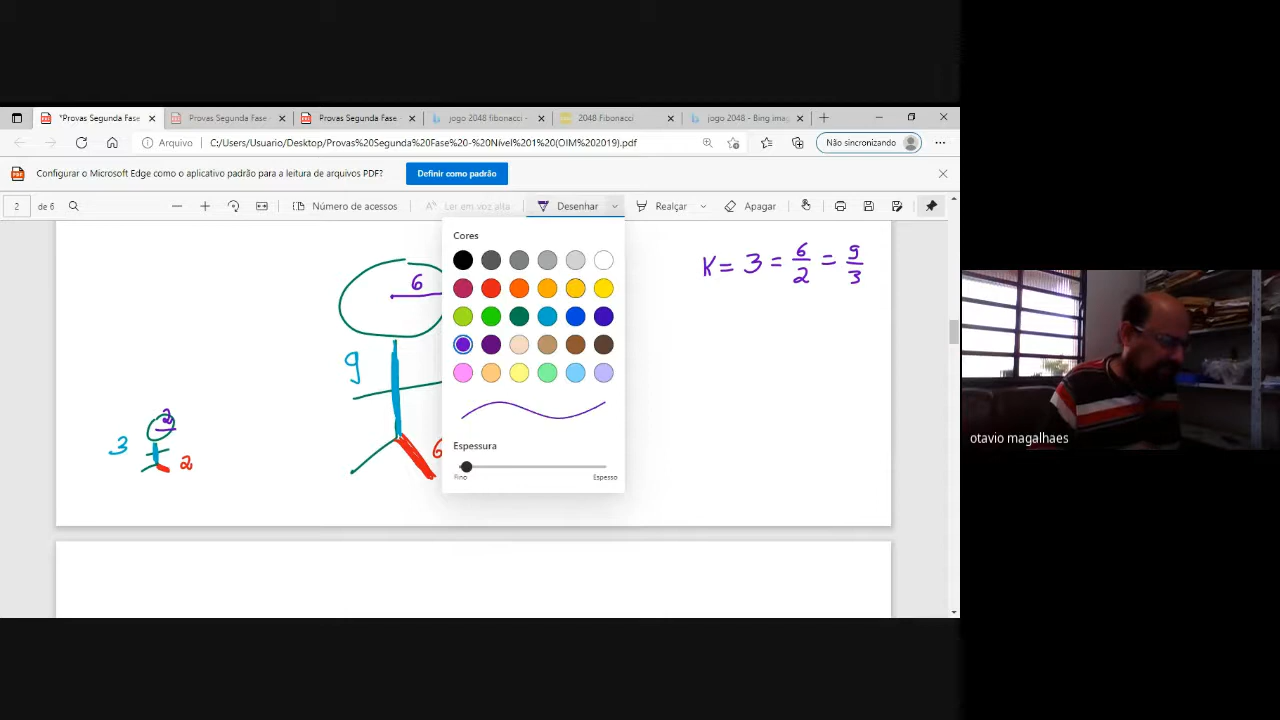 *Provas Segunda Fase
Provas Segunda Fase
Provas Segunda Fase -
jogo 2048 fibonacci -
2048 Fibonacci
jogo 2048 - Bing ima
Arquivo
C:/Users/Usuario/Desktop/Provas%20Segunda%20Fase%20-%20Nível%201%20(OIM%202019).pdf
Não sincronizando
Configurar o Microsoft Edge como o aplicativo padrão para a leitura de arquivos PDF?
Definir como padrão
2 de 6
Número de acessos
Ler em voz alta
Desenhar
Realçar
Apagar
Cores
Espessura
Fino
Espesso
6
9
6
K = 3 = 6/2 = 9/3
2
3
2
otavio magalhaes